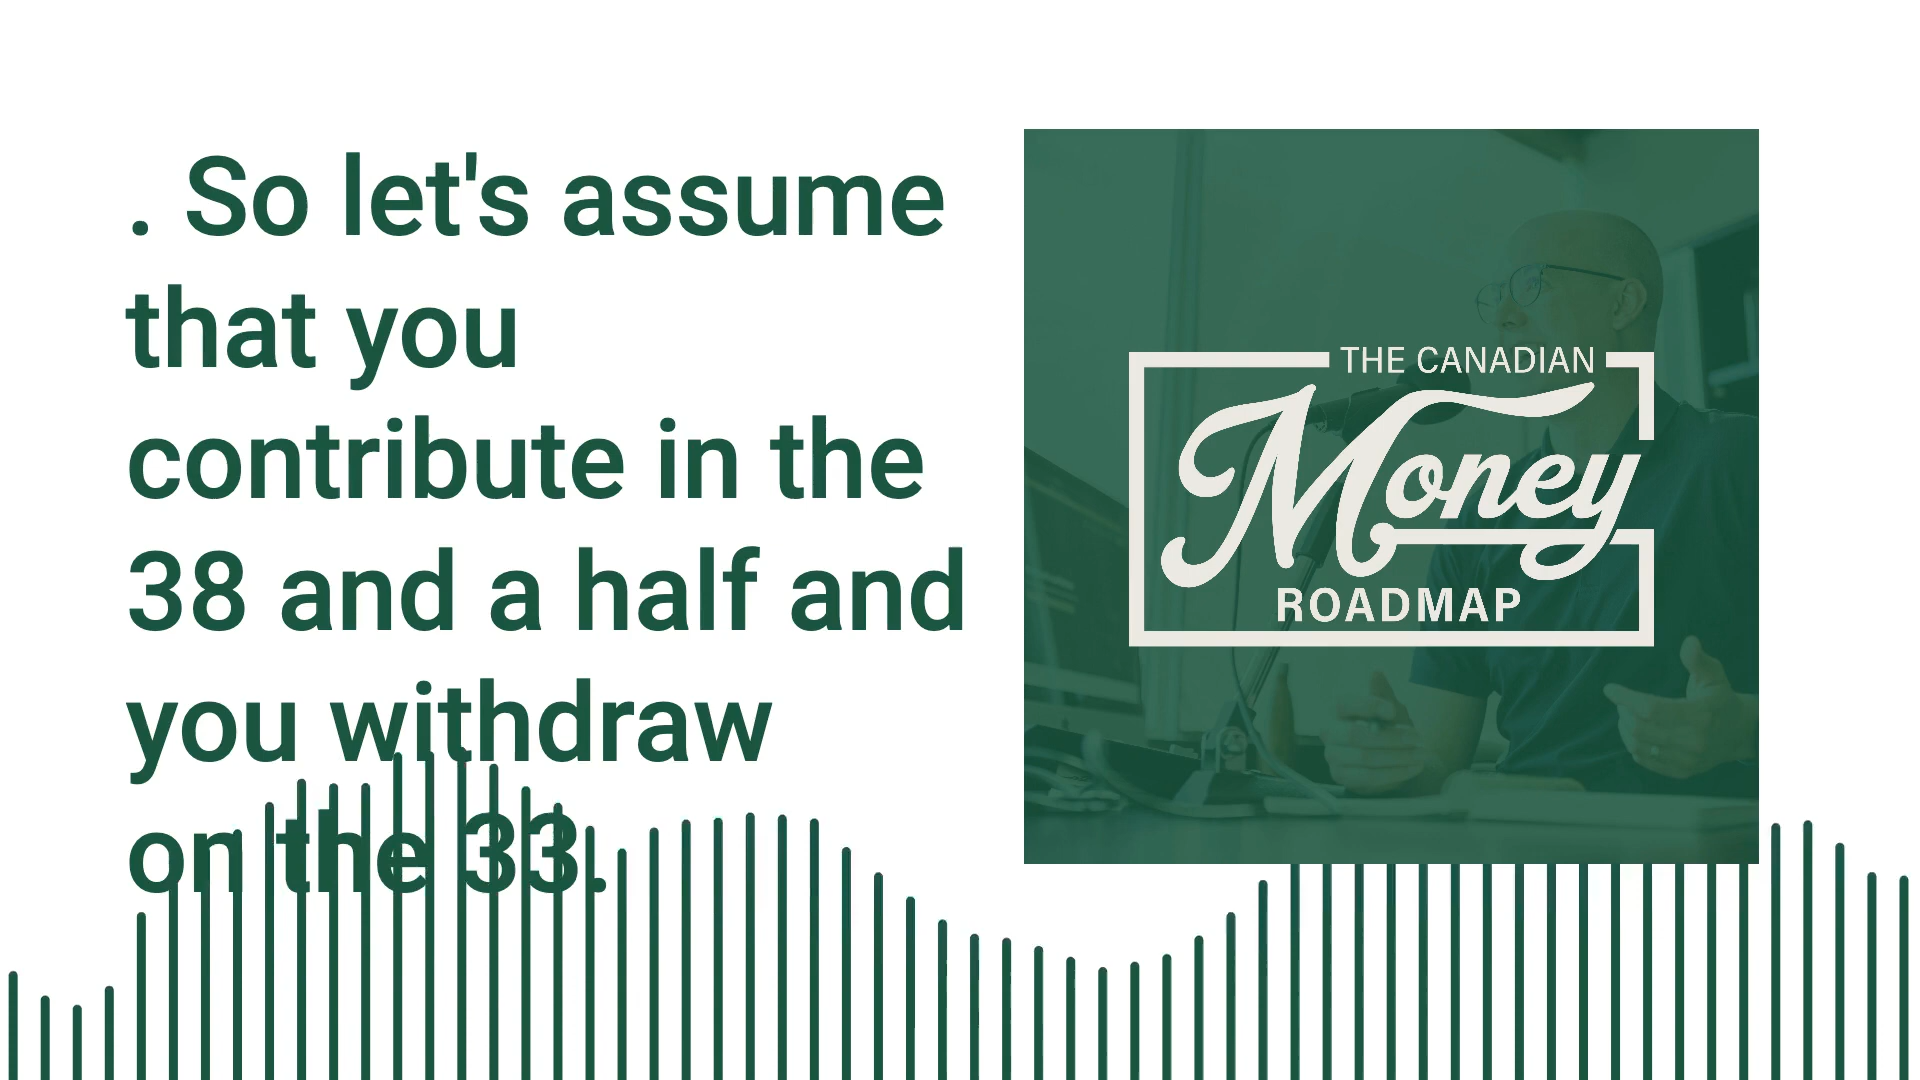 . So let's assume
that you
contribute in the
38 and a half and
you withdraw
on the 33.
THE CANADIAN
Money
ROADMAP